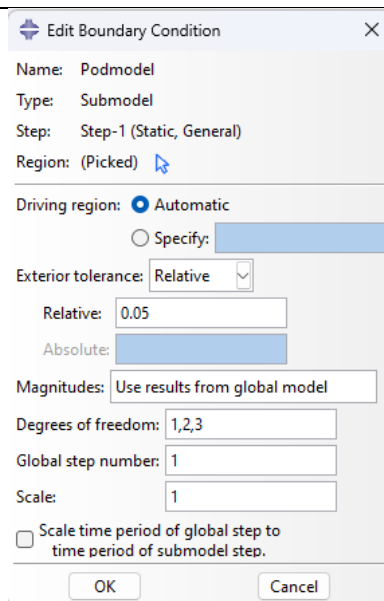 Edit Boundary Condition
Name: Podmodel
Type: Submodel
Step: Step-1 (Static, General)
Region: (Picked)
Driving region: Automatic
Specify:
Exterior tolerance: Relative
Relative: 0.05
Absolute:
Magnitudes: Use results from global model
Degrees of freedom: 1,2,3
Global step number: 1
Scale: 1
Scale time period of global step to
time period of submodel step.
OK Cancel